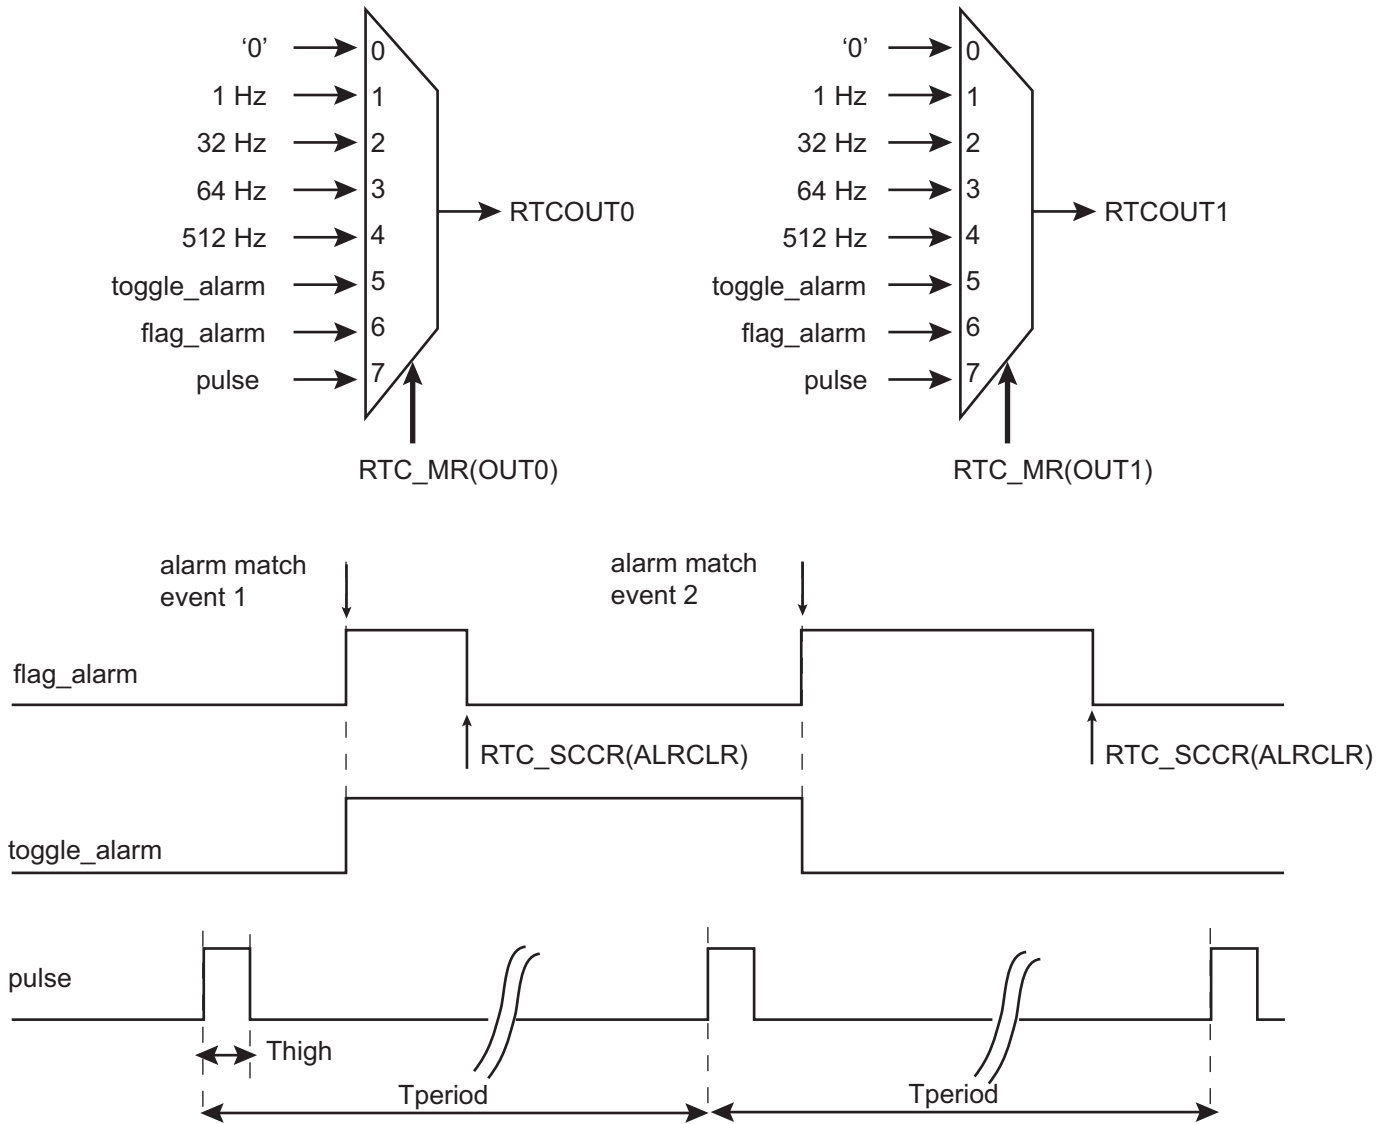 ‘0’ 0
1 Hz 1
32 Hz 2
64 Hz 3
512 Hz 4
toggle_alarm 5
flag_alarm 6
pulse 7
RTCOUT0
RTC_MR(OUT0)
‘0’ 0
1 Hz 1
32 Hz 2
64 Hz 3
512 Hz 4
toggle_alarm 5
flag_alarm 6
pulse 7
RTCOUT1
RTC_MR(OUT1)
alarm match
event 1
alarm match
event 2
flag_alarm
RTC_SCCR(ALRCLR)
RTC_SCCR(ALRCLR)
toggle_alarm
pulse
Thigh
Tperiod
Tperiod